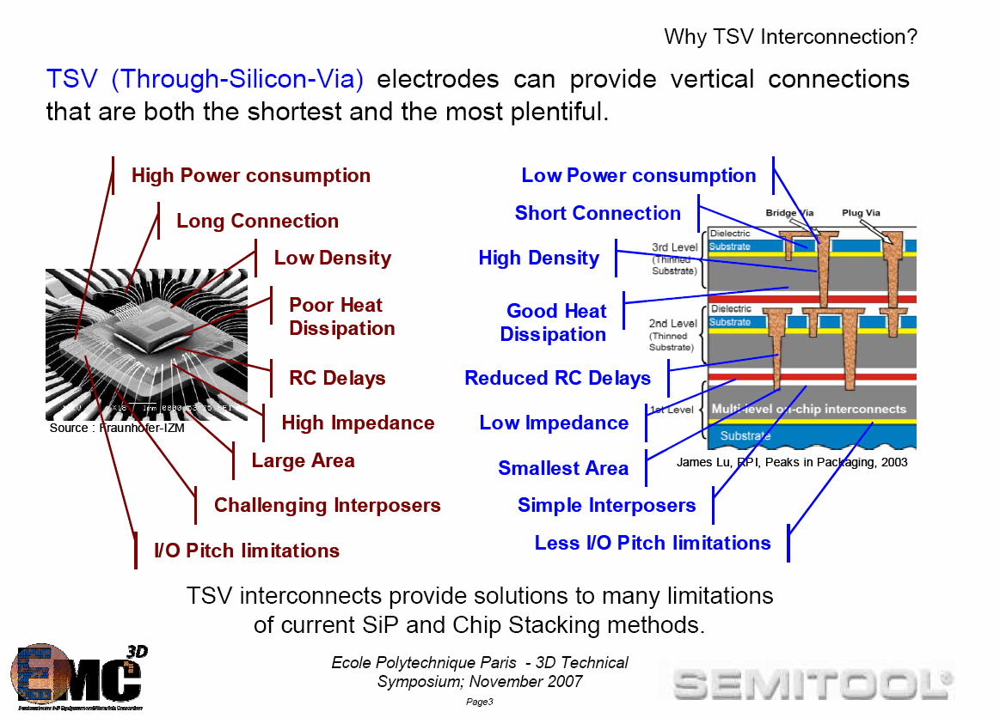 Why TSV Interconnection?
TSV (Through-Silicon-Via) electrodes can provide vertical connections
that are both the shortest and the most plentiful.
High Power consumption
Long Connection
Low Density
Poor Heat
Dissipation
RC Delays
High Impedance
Large Area
Challenging Interposers
I/O Pitch limitations
Source : Fraunhofer-IZM
Low Power consumption
Short Connection
High Density
Good Heat
Dissipation
Reduced RC Delays
Low Impedance
Smallest Area
Simple Interposers
Less I/O Pitch limitations
Bridge Via
Plug Via
Dielectric
Substrate
3rd Level
(Thinned
Substrate)
Dielectric
Substrate
2nd Level
(Thinned
Substrate)
1st Level
Multi-level on-chip interconnects
Substrate
James Lu, RPI, Peaks in Packaging, 2003
TSV interconnects provide solutions to many limitations
of current SiP and Chip Stacking methods.
EMC 3D
Ecole Polytechnique Paris - 3D Technical
Symposium; November 2007
Page3
SEMITOOL®